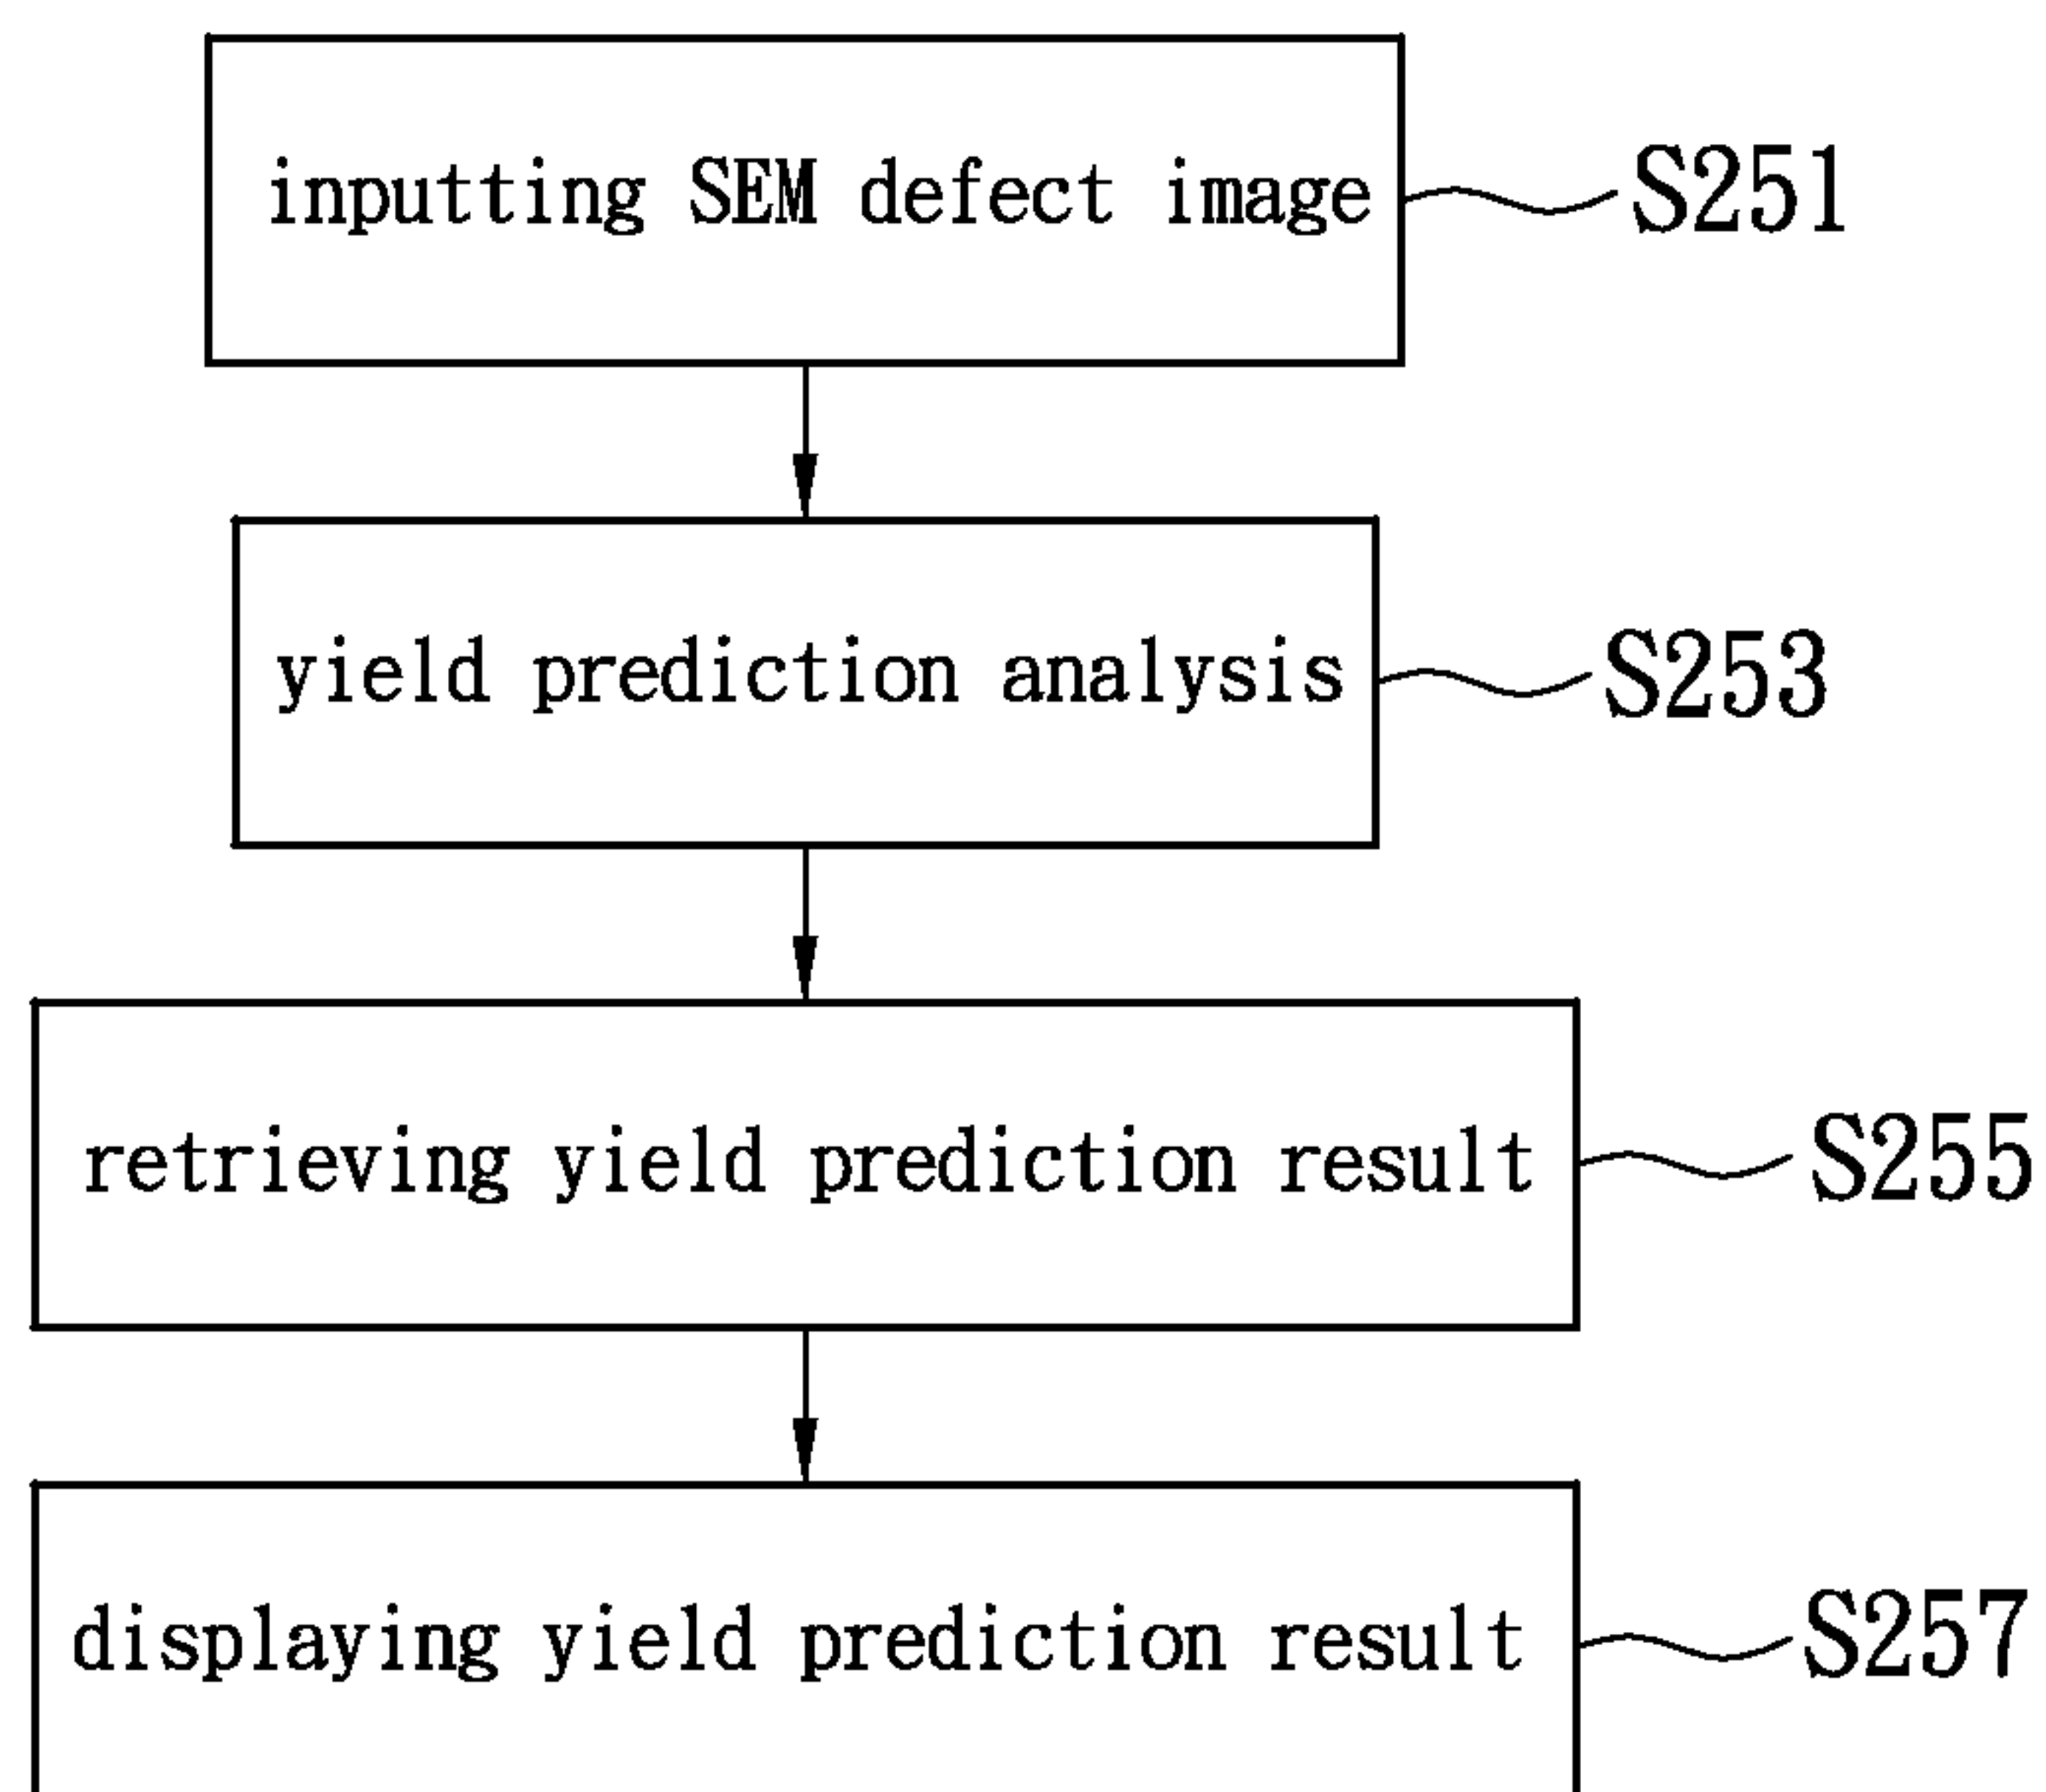 inputting SEM defect image
S251
yield prediction analysis
S253
retrieving yield prediction result
S255
displaying yield prediction result
S257